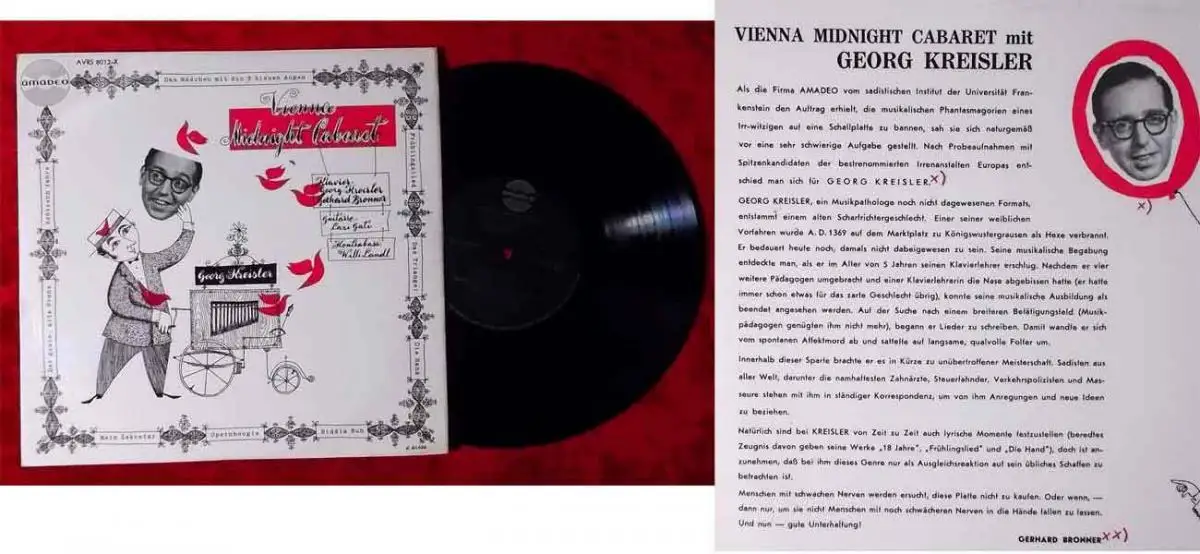 AVRS 8012-X
AMADEO
Das Mädchen mit den 3 blauen Augen
Vienna
Midnight Cabaret
Frühlingslied
Klavier:
Georg Kreisler
Gerhard Bronner
Gitarre
Kontrabass
Willi Landl
Georg Kreisler
Der gute, alte Franz
Die Hand
Mein Sekretär
Opernboogie
Biddla Buh
VIENNA MIDNIGHT CABARET mit
GEORG KREISLER
Als die Firma AMADEO vom sadistischen Institut der Universität Fran-
kenstein den Auftrag erhielt, die musikalischen Phantasmagorien eines
Irr-witzigen auf eine Schallplatte zu bannen, sah sie sich naturgemäß
vor eine sehr schwierige Aufgabe gestellt. Nach Probeaufnahmen mit
Spitzenkandidaten der bestrenommierten Irrenanstalten Europas ent-
schied man sich für GEORG KREISLER x)
x)
GEORG KREISLER, ein Musikpathologe noch nicht dagewesenen Formats,
entstammt einem alten Scharfrichtergeschlecht. Einer seiner weiblichen
Vorfahren wurde A. D. 1369 auf dem Marktplatz zu Königswustergrausen als Hexe verbrannt.
Er bedauert heute noch, damals nicht dabeigewesen zu sein. Seine musikalische Begabung
entdeckte man, als er im Alter von 5 Jahren seinen Klavierlehrer erschlug. Nachdem er vier
weitere Pädagogen umgebracht und einer Klavierlehrerin die Nase abgebissen hatte (er hatte
immer schon etwas für das zarte Geschlecht übrig), konnte seine musikalische Ausbildung als
beendet angesehen werden. Auf der Suche nach einem breiteren Betätigungsfeld (Musik-
pädagogen genügten ihm nicht mehr), begann er Lieder zu schreiben. Damit wandte er sich
vom spontanen Affektmord ab und sattelte auf langsame, qualvolle Folter um.
Innerhalb dieser Sparte brachte er es in Kürze zu unübertroffener Meisterschaft. Sadisten aus
aller Welt, darunter die namhaftesten Zahnärzte, Steuerfahnder, Verkehrspolizisten und Mas-
seure stehen mit ihm in ständiger Korrespondenz, um von ihm Anregungen und neue Ideen
zu beziehen.
Natürlich sind bei KREISLER von Zeit zu Zeit auch lyrische Momente festzustellen (beredtes
Zeugnis davon geben seine Werke „18 Jahre", „Frühlingslied" und „Die Hand"), doch ist an-
zunehmen, daß bei ihm dieses Genre nur als Ausgleichsreaktion auf sein übliches Schaffen zu
betrachten ist.
Menschen mit schwachen Nerven werden ersucht, diese Platte nicht zu kaufen. Oder wenn, —
dann nur, um sie nicht Menschen mit noch schwächeren Nerven in die Hände fallen zu lassen.
Und nun — gute Unterhaltung!
GERHARD BRONNER xx)